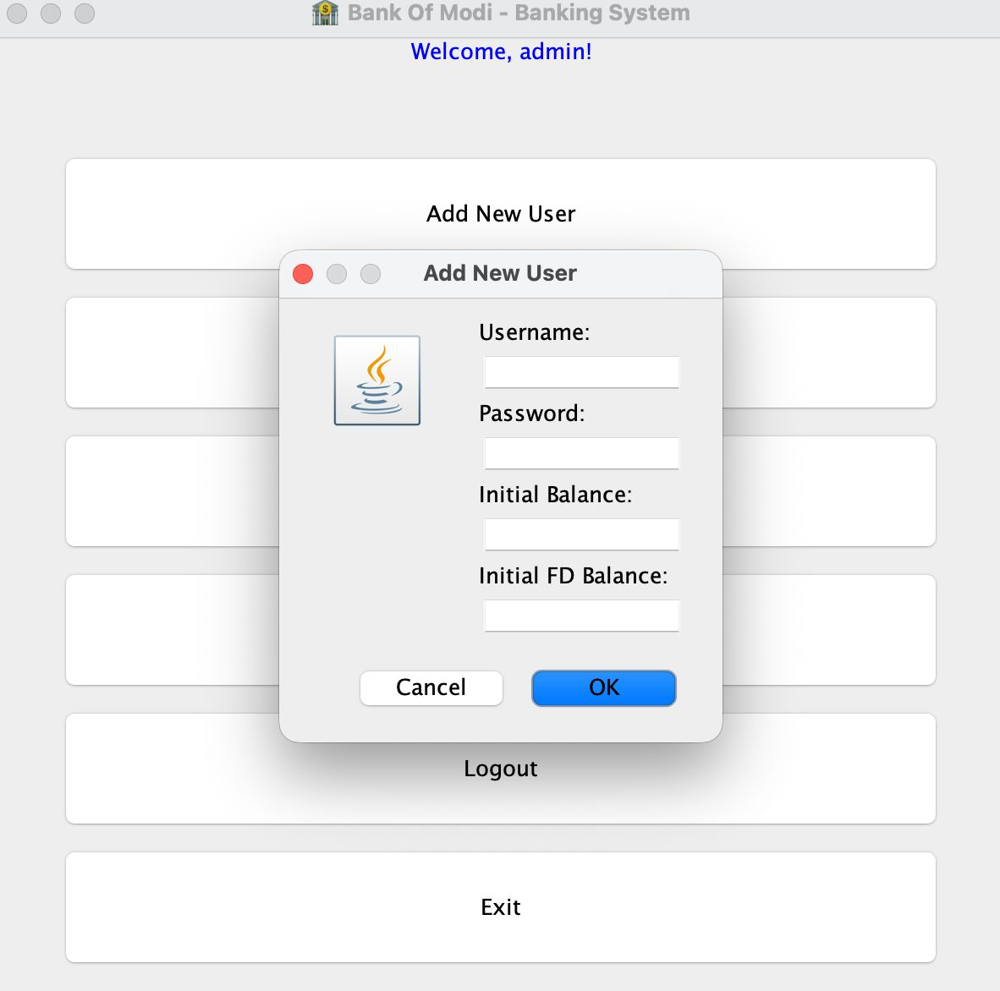 Bank Of Modi - Banking System
Welcome, admin!
Add New User
Add New User
Username:
Password:
Initial Balance:
Initial FD Balance:
Cancel
OK
Logout
Exit